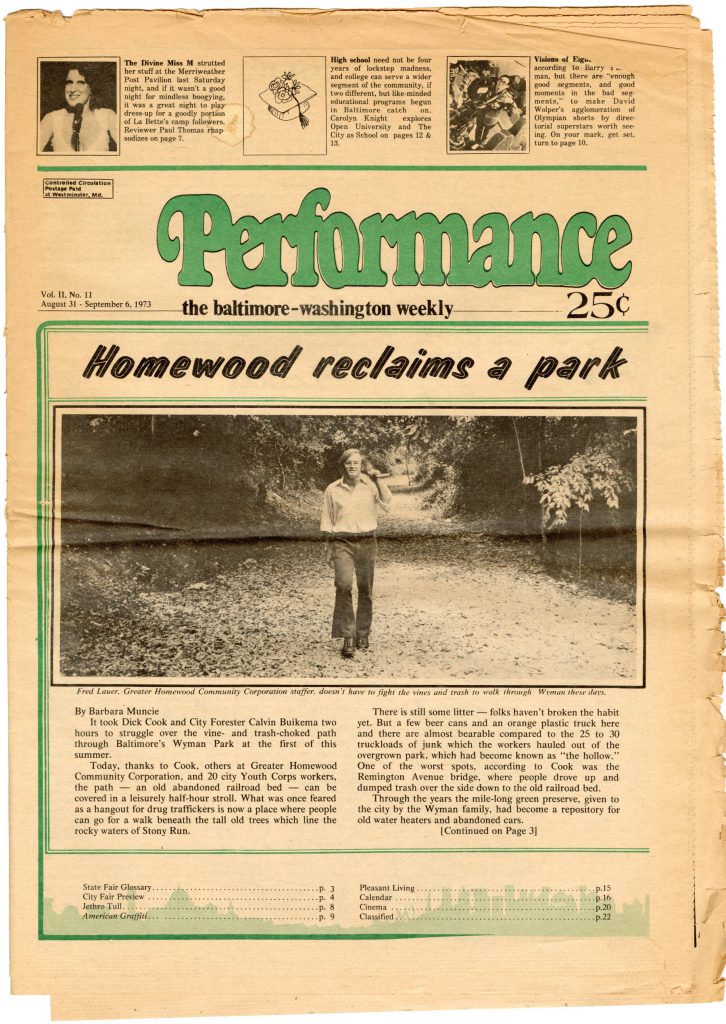 The Divine Miss M strutted
her stuff at the Merriweather
Post Pavilion last Saturday
night, and if it wasn't a good
night for mindless boogying,
it was a great night to play
dress-up for a goodly portion
of La Bette's camp followers.
Reviewer Paul Thomas rhap-
sodizes on page 7.
High school need not be four
years of lockstep madness,
and college can serve a wider
segment of the community, if
two different, but like-minded
educational programs begun
in Baltimore catch on.
Carolyn Knight explores
Open University and The
City as School on pages 12 &
13.
Visions of
according to Barry
man, but there are "enough
good segments, and good
moments in the bad seg-
ments," to make David
Wolper's agglomeration of
Olympian shorts by direc-
torial superstars worth see-
ing. On your mark, get set,
turn to page 10.
Controlled Circulation
Postage Paid
at Westminster, Md.
Performance
Vol. II, No. 11
August 31 - September 6, 1973
the baltimore-washington weekly
25¢
Homewood reclaims a park
Fred Lauer, Greater Homewood Community Corporation staffer, doesn't have to fight the vines and trash to walk through Wyman these days.
By Barbara Muncie
It took Dick Cook and City Forester Calvin Buikema two
hours to struggle over the vine- and trash-choked path
through Baltimore's Wyman Park at the first of this
summer.
Today, thanks to Cook, others at Greater Homewood
Community Corporation, and 20 city Youth Corps workers,
the path — an old abandoned railroad bed — can be
covered in a leisurely half-hour stroll. What was once feared
as a hangout for drug traffickers is now a place where people
can go for a walk beneath the tall old trees which line the
rocky waters of Stony Run.
There is still some litter — folks haven't broken the habit
yet. But a few beer cans and an orange plastic truck here
and there are almost bearable compared to the 25 to 30
truckloads of junk which the workers hauled out of the
overgrown park, which had become known as "the hollow."
One of the worst spots, according to Cook was the
Remington Avenue bridge, where people drove up and
dumped trash over the side down to the old railroad bed.
Through the years the mile-long green preserve, given to
the city by the Wyman family, had become a repository for
old water heaters and abandoned cars.
[Continued on Page 3]
State Fair Glossary p. 3
City Fair Preview p. 4
Jethro Tull p. 8
American Graffiti p. 9
Pleasant Living p.15
Calendar p.16
Cinema p.20
Classified p.22